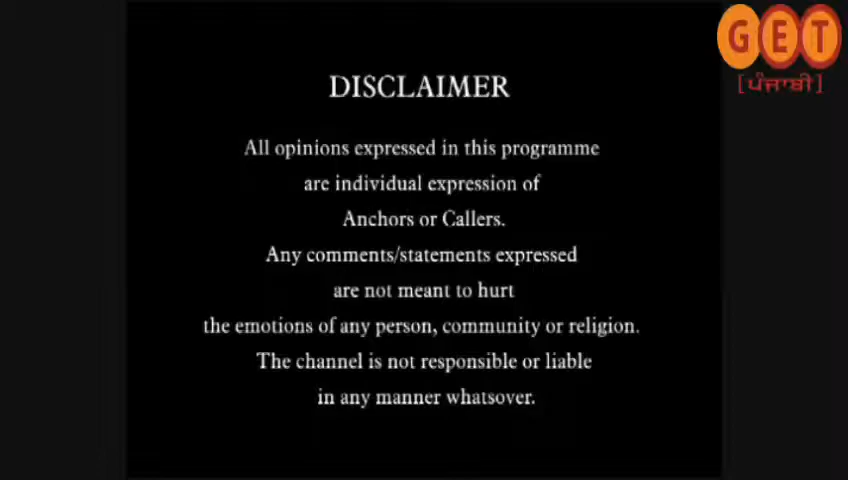 GET
[ਪੰਜਾਬੀ]
DISCLAIMER
All opinions expressed in this programme
are individual expression of
Anchors or Callers.
Any comments/statements expressed
are not meant to hurt
the emotions of any person, community or religion.
The channel is not responsible or liable
in any manner whatsover.